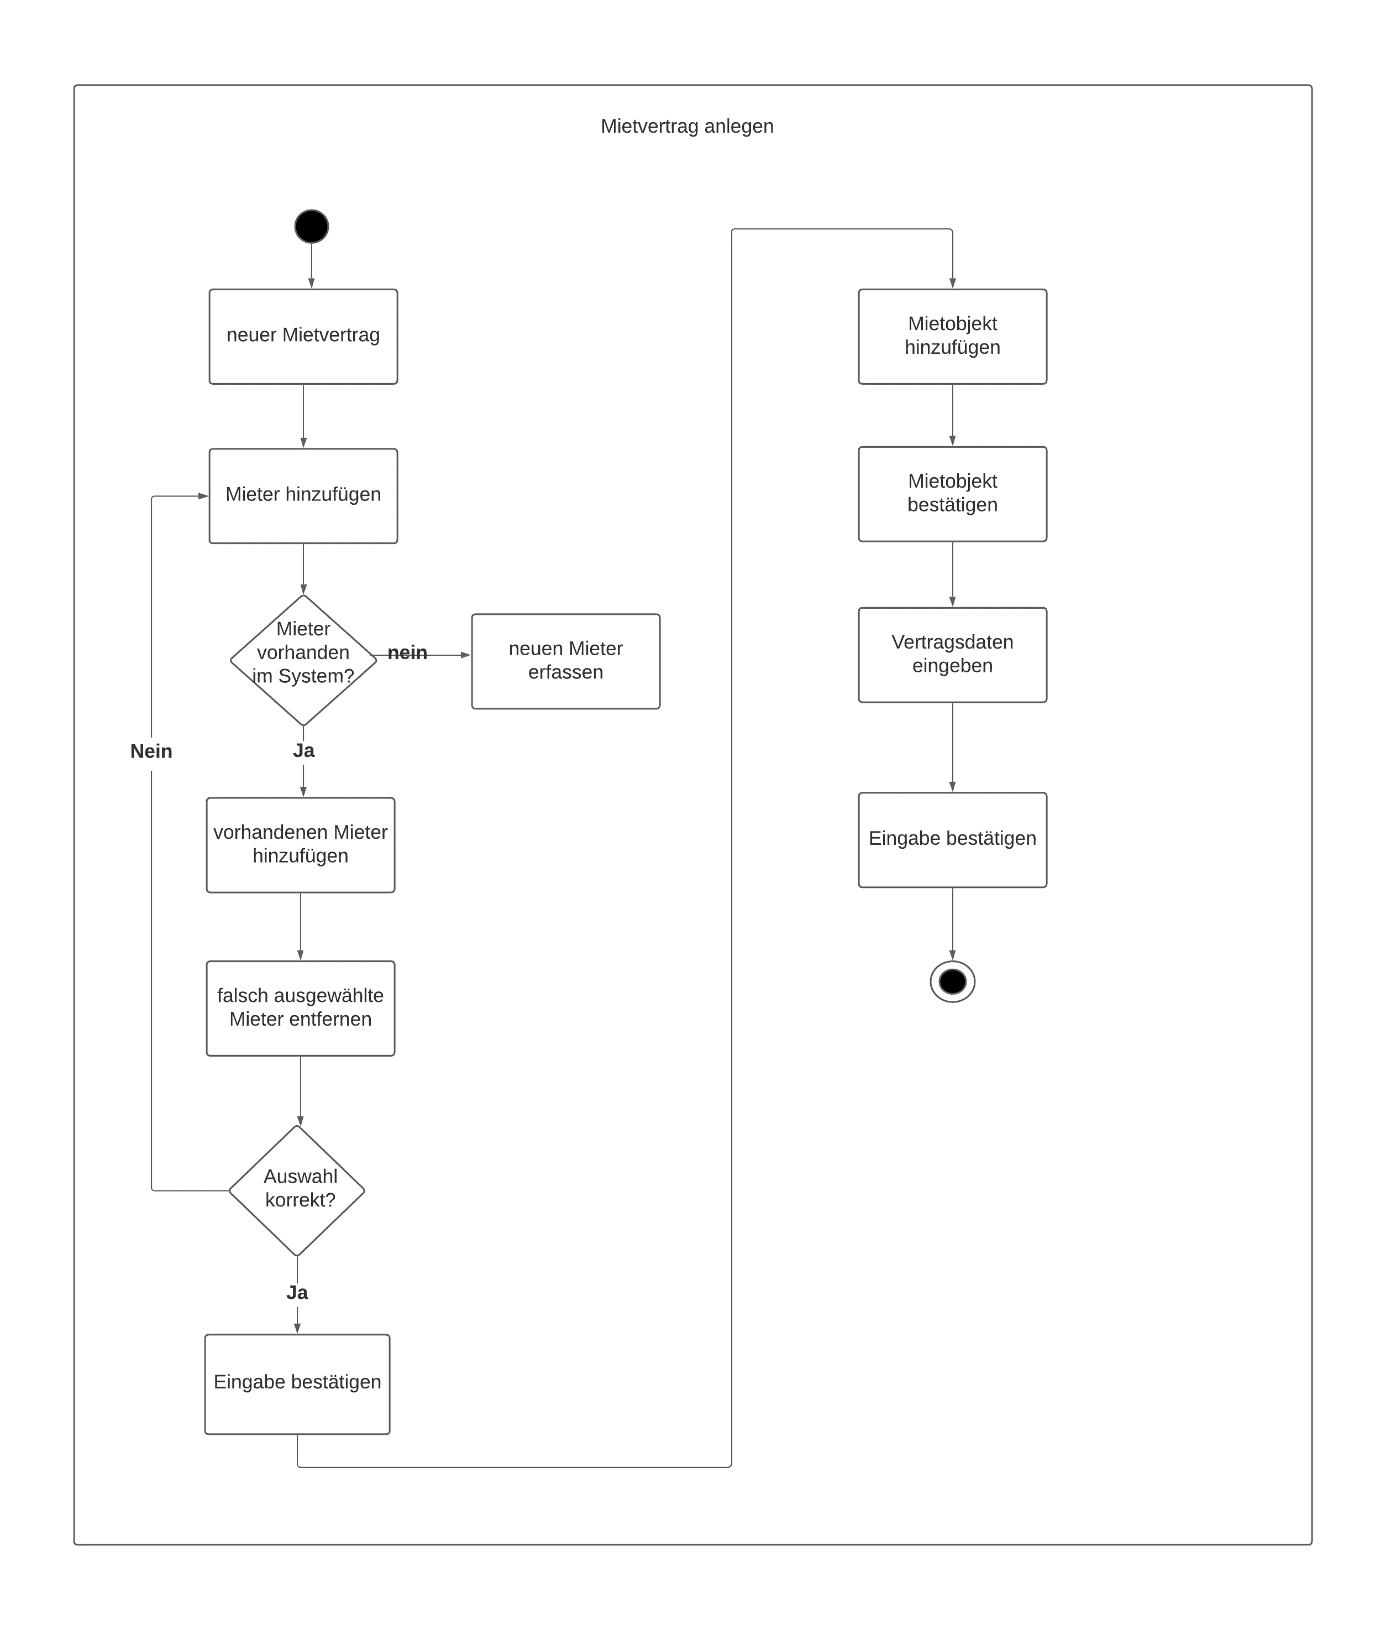 Mietvertrag anlegen
neuer Mietvertrag
Mieter hinzufügen
Mieter
vorhanden
im System?
nein
neuen Mieter
erfassen
Nein
Ja
vorhandenen Mieter
hinzufügen
falsch ausgewählte
Mieter entfernen
Auswahl
korrekt?
Ja
Eingabe bestätigen
Mietobjekt
hinzufügen
Mietobjekt
bestätigen
Vertragsdaten
eingeben
Eingabe bestätigen